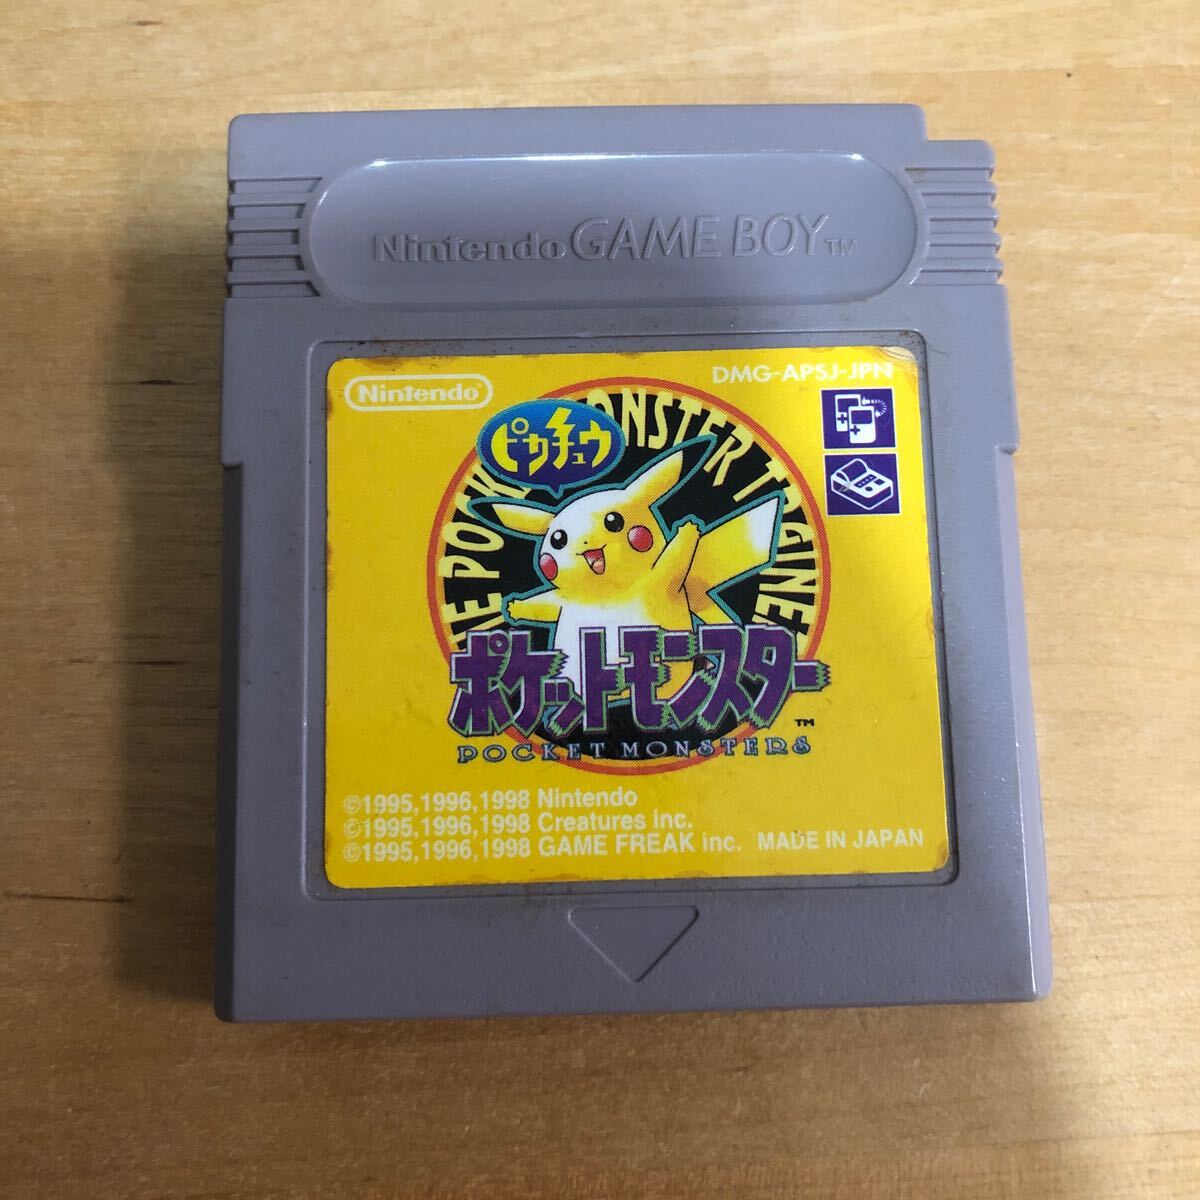 Nintendo GAME BOY™
Nintendo
DMG-APSJ-JPN
ピカチュウ
MONSTER
ポケットモンスター™
POCKET MONSTERS
©1995,1996,1998 Nintendo
©1995,1996,1998 Creatures inc.
©1995,1996,1998 GAME FREAK inc. MADE IN JAPAN